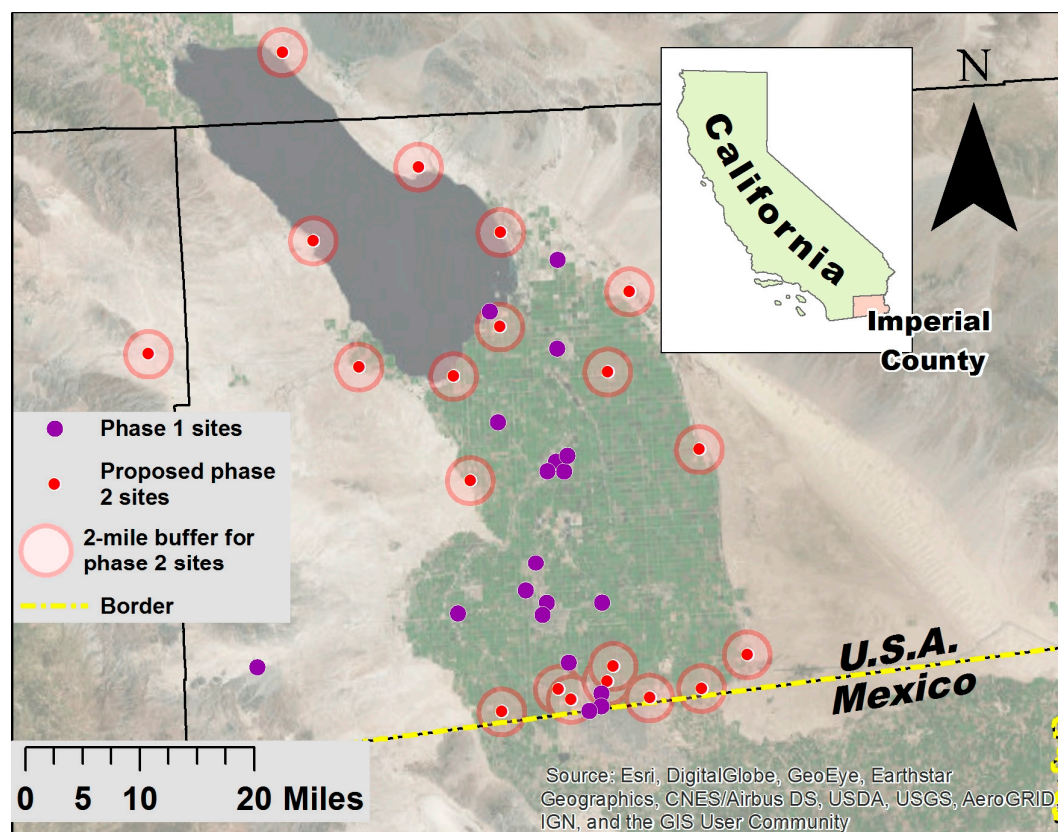 N
California
Imperial
County
Phase 1 sites
Proposed phase
2 sites
2-mile buffer for
phase 2 sites
Border
U.S.A.
Mexico
0 10 20 Miles
Source: Esri, DigitalGlobe, GeoEye, Earthstar
Geographics, CNES/Airbus DS, USDA, USGS, AeroGRID,
IGN, and the GIS User Community